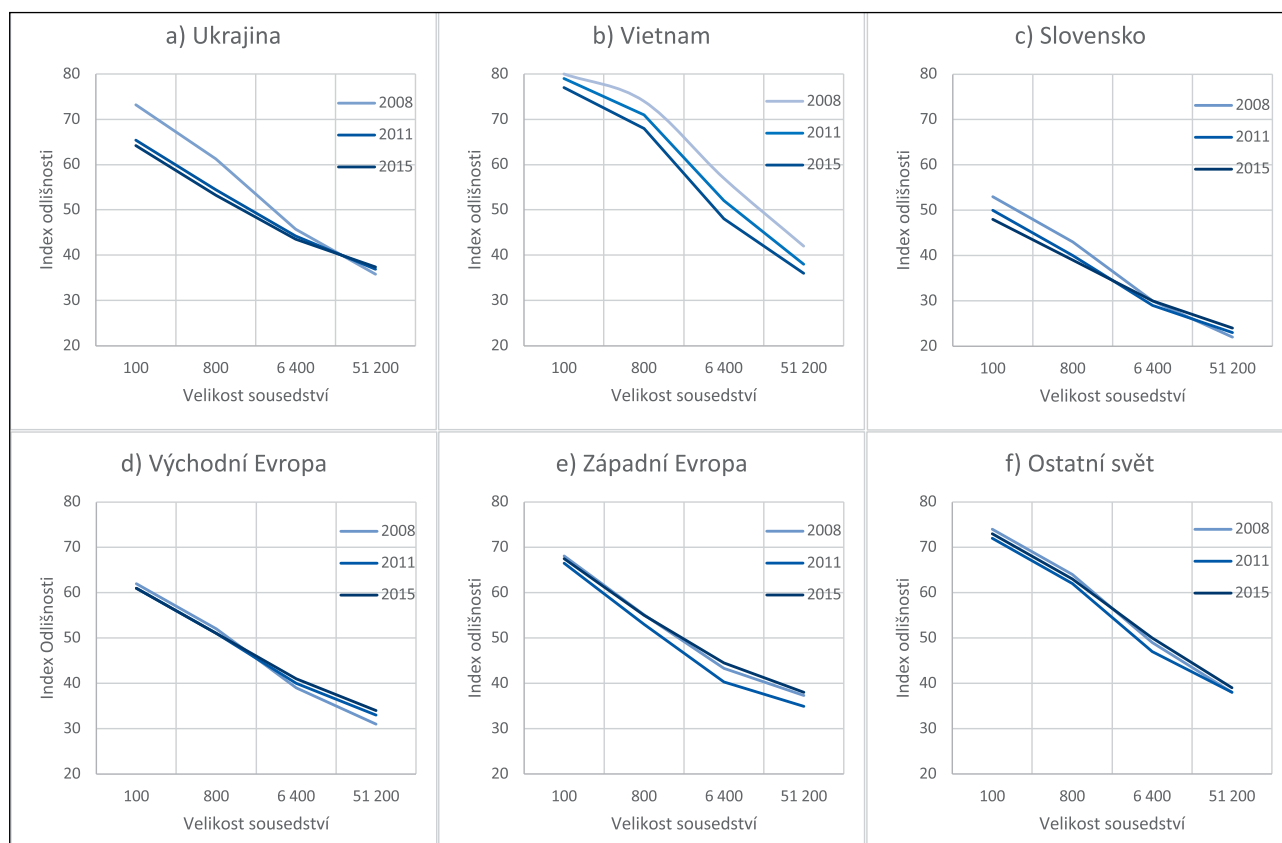 a) Ukrajina
Index odlišnosti
80
70
60
50
40
30
20
2008
2011
2015
100 800 6 400 51 200
Velikost sousedství
b) Vietnam
Index odlišnosti
80
70
60
50
40
30
20
2008
2011
2015
100 800 6 400 51 200
Velikost sousedství
c) Slovensko
Index odlišnosti
80
70
60
50
40
30
20
2008
2011
2015
100 800 6 400 51 200
Velikost sousedství
d) Východní Evropa
Index Odlišnosti
80
70
60
50
40
30
20
2008
2011
2015
100 800 6 400 51 200
Velikost sousedství
e) Západní Evropa
Index odlišnosti
80
70
60
50
40
30
20
2008
2011
2015
100 800 6 400 51 200
Velikost sousedství
f) Ostatní svět
Index odlišnosti
80
70
60
50
40
30
20
2008
2011
2015
100 800 6 400 51 200
Velikost sousedství